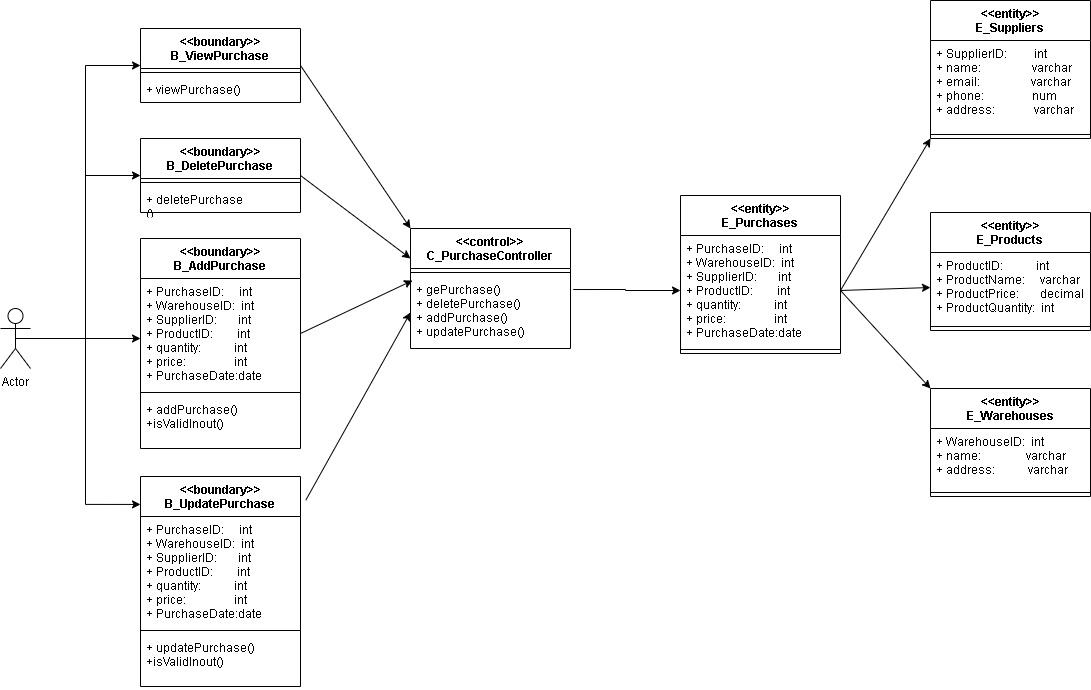 <<boundary>>
B_ViewPurchase
+ viewPurchase()
<<boundary>>
B_DeletePurchase
+ deletePurchase
()
<<boundary>>
B_AddPurchase
+ PurchaseID: int
+ WarehouseID: int
+ SupplierID: int
+ ProductID: int
+ quantity: int
+ price: int
+ PurchaseDate:date
+ addPurchase()
+isValidInout()
Actor
<<boundary>>
B_UpdatePurchase
+ PurchaseID: int
+ WarehouseID: int
+ SupplierID: int
+ ProductID: int
+ quantity: int
+ price: int
+ PurchaseDate:date
+ updatePurchase()
+isValidInout()
<<control>>
C_PurchaseController
+ gePurchase()
+ deletePurchase()
+ addPurchase()
+ updatePurchase()
<<entity>>
E_Purchases
+ PurchaseID: int
+ WarehouseID: int
+ SupplierID: int
+ ProductID: int
+ quantity: int
+ price: int
+ PurchaseDate:date
<<entity>>
E_Suppliers
+ SupplierID: int
+ name: varchar
+ email: varchar
+ phone: num
+ address: varchar
<<entity>>
E_Products
+ ProductID: int
+ ProductName: varchar
+ ProductPrice: decimal
+ ProductQuantity: int
<<entity>>
E_Warehouses
+ WarehouseID: int
+ name: varchar
+ address: varchar